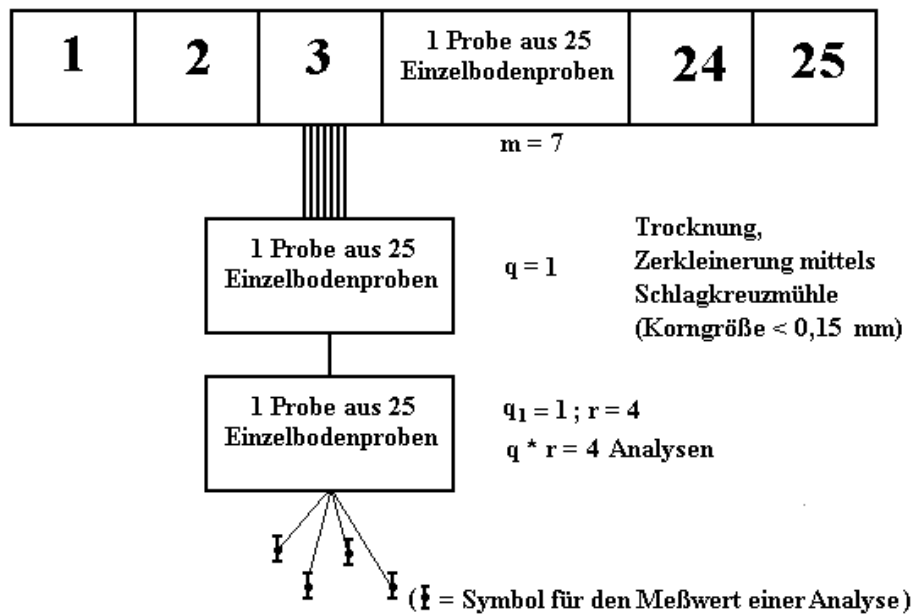 1 2 3 1 Probe aus 25 24 25
Einzelbodenproben
m = 7
1 Probe aus 25
Einzelbodenproben
q = 1
Trocknung,
Zerkleinerung mittels
Schlagkreuzmühle
(Korngröße < 0,15 mm)
1 Probe aus 25
Einzelbodenproben
q₁ = 1 ; r = 4
q * r = 4 Analysen
( = Symbol für den Meßwert einer Analyse )